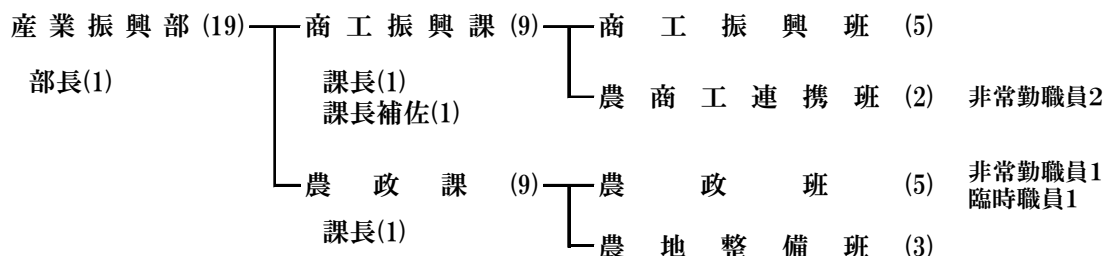 産業振興部(19) 商工振興課(9) 商工振興班(5)
部長(1) 課長(1)
課長補佐(1)
農商工連携班(2) 非常勤職員2
農政課(9) 農政班(5) 非常勤職員1
臨時職員1
課長(1)
農地整備班(3)